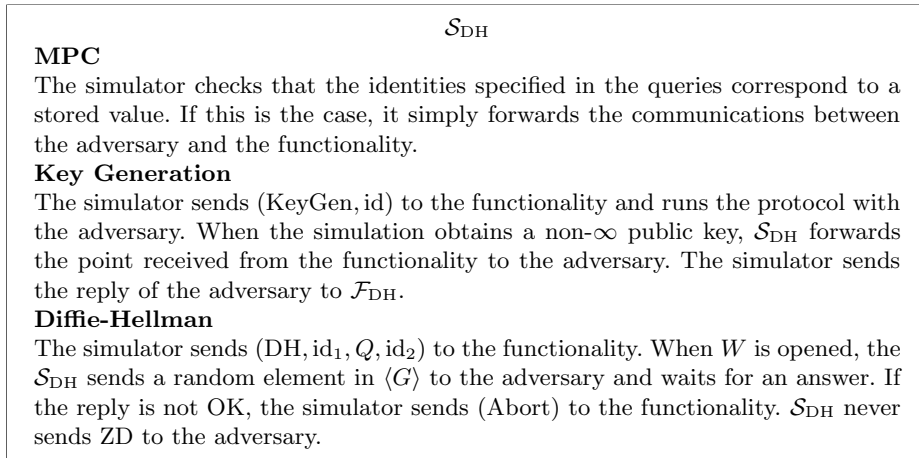 𝒮_DH
MPC
The simulator checks that the identities specified in the queries correspond to a
stored value. If this is the case, it simply forwards the communications between
the adversary and the functionality.
Key Generation
The simulator sends (KeyGen, id) to the functionality and runs the protocol with
the adversary. When the simulation obtains a non-∞ public key, 𝒮_DH forwards
the point received from the functionality to the adversary. The simulator sends
the reply of the adversary to ℱ_DH.
Diffie-Hellman
The simulator sends (DH, id₁, Q, id₂) to the functionality. When W is opened, the
𝒮_DH sends a random element in ⟨G⟩ to the adversary and waits for an answer. If
the reply is not OK, the simulator sends (Abort) to the functionality. 𝒮_DH never
sends ZD to the adversary.